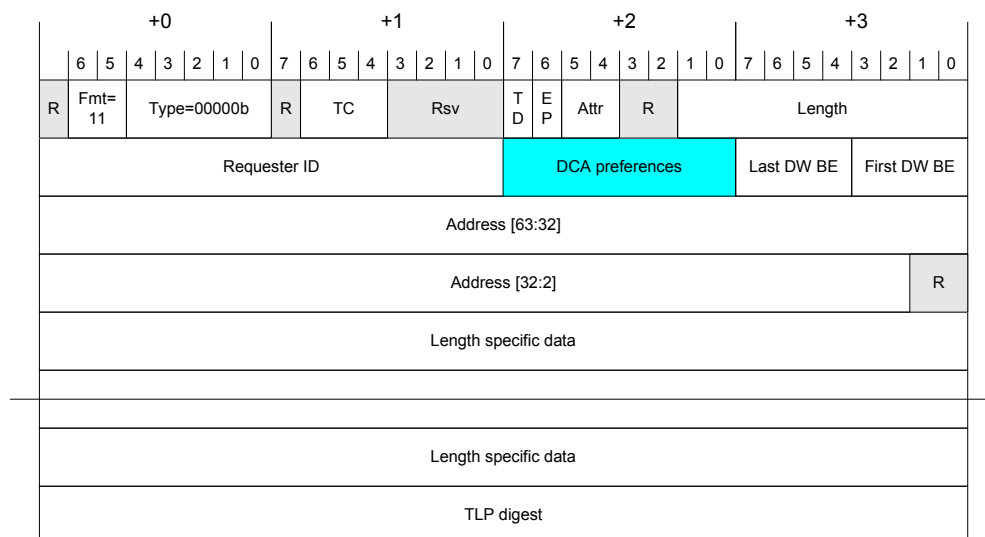 +0 +1 +2 +3
6 5 4 3 2 1 0 7 6 5 4 3 2 1 0 7 6 5 4 3 2 1 0 7 6 5 4 3 2 1 0
R Fmt= 11 Type=00000b R TC Rsv T D E P Attr R Length
Requester ID DCA preferences Last DW BE First DW BE
Address [63:32]
Address [32:2] R
Length specific data
Length specific data
TLP digest